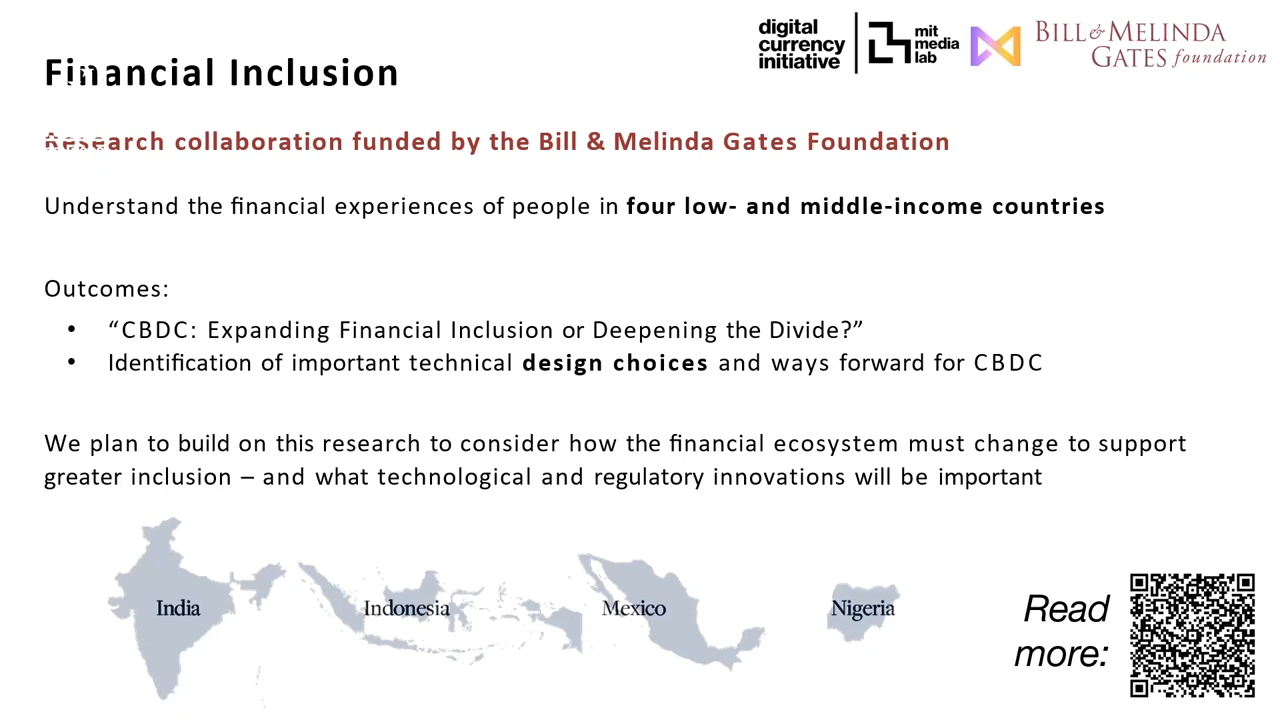 digital
currency
initiative
mit
media
lab
BILL & MELINDA
GATES foundation
Financial Inclusion
Research collaboration funded by the Bill & Melinda Gates Foundation
Understand the financial experiences of people in four low- and middle-income countries
Outcomes:
• “CBDC: Expanding Financial Inclusion or Deepening the Divide?”
• Identification of important technical design choices and ways forward for CBDC
We plan to build on this research to consider how the financial ecosystem must change to support
greater inclusion – and what technological and regulatory innovations will be important
India
Indonesia
Mexico
Nigeria
Read
more: